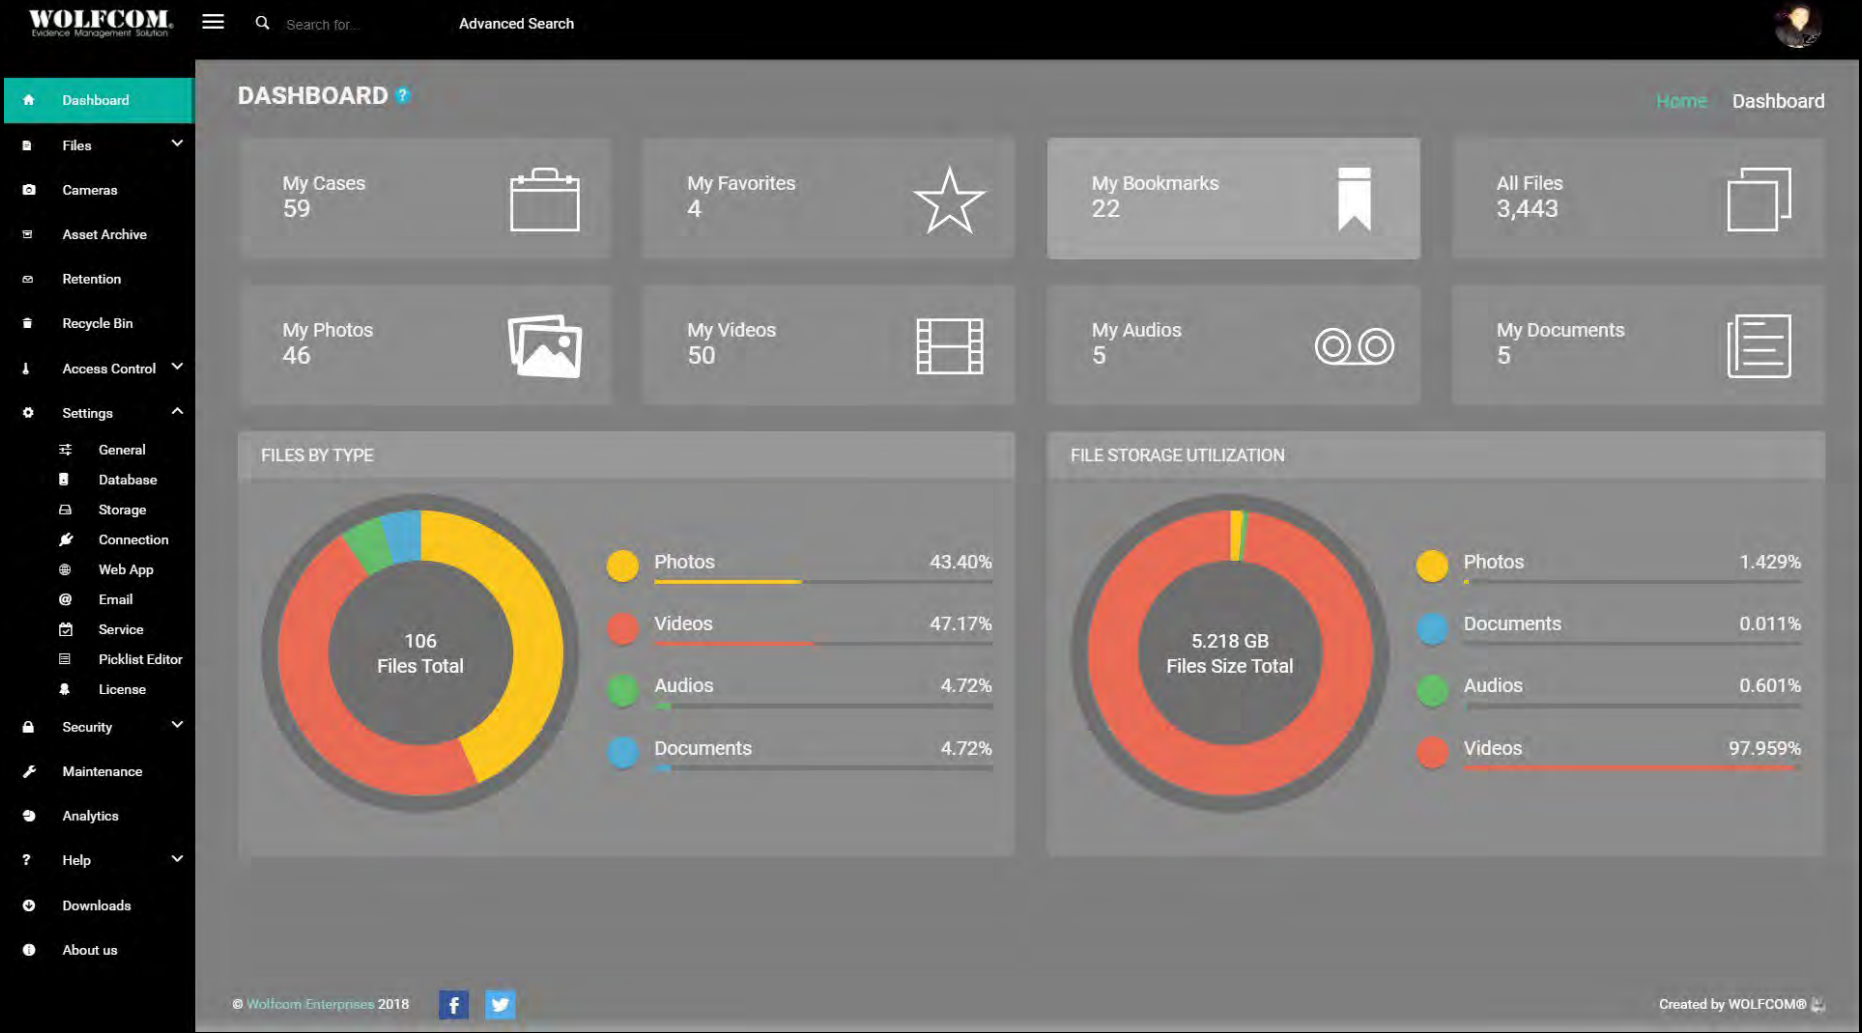 WOLFCOM®
Evidence Management Solution
Search for...
Advanced Search
Dashboard
Files
Cameras
Asset Archive
Retention
Recycle Bin
Access Control
Settings
General
Database
Storage
Connection
Web App
Email
Service
Picklist Editor
License
Security
Maintenance
Analytics
Help
Downloads
About us
DASHBOARD ?
Home Dashboard
My Cases
59
My Favorites
4
My Bookmarks
22
All Files
3,443
My Photos
46
My Videos
50
My Audios
5
My Documents
5
FILES BY TYPE
106
Files Total
Photos 43.40%
Videos 47.17%
Audios 4.72%
Documents 4.72%
FILE STORAGE UTILIZATION
5.218 GB
Files Size Total
Photos 1.429%
Documents 0.011%
Audios 0.601%
Videos 97.959%
© Wolfcom Enterprises 2018
Created by WOLFCOM®